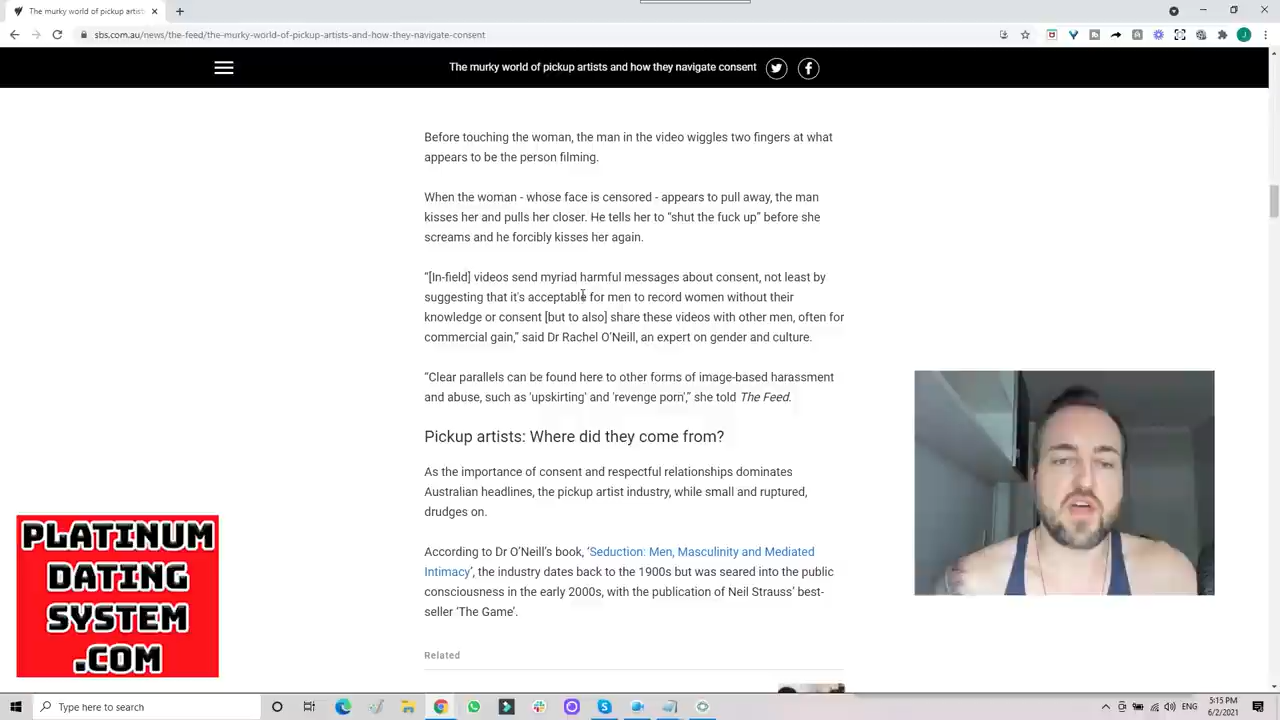 The murky world of pickup artis
sbs.com.au/news/the-feed/the-murky-world-of-pickup-artists-and-how-they-navigate-consent
The murky world of pickup artists and how they navigate consent
Before touching the woman, the man in the video wiggles two fingers at what
appears to be the person filming.
When the woman - whose face is censored - appears to pull away, the man
kisses her and pulls her closer. He tells her to “shut the fuck up” before she
screams and he forcibly kisses her again.
“[In-field] videos send myriad harmful messages about consent, not least by
suggesting that it's acceptable for men to record women without their
knowledge or consent [but to also] share these videos with other men, often for
commercial gain,” said Dr Rachel O’Neill, an expert on gender and culture.
“Clear parallels can be found here to other forms of image-based harassment
and abuse, such as 'upskirting' and 'revenge porn',” she told The Feed.
Pickup artists: Where did they come from?
As the importance of consent and respectful relationships dominates
Australian headlines, the pickup artist industry, while small and ruptured,
drudges on.
According to Dr O’Neill’s book, ‘Seduction: Men, Masculinity and Mediated
Intimacy’, the industry dates back to the 1900s but was seared into the public
consciousness in the early 2000s, with the publication of Neil Strauss’ best-
seller ‘The Game’.
Related
PLATINUM
DATING
SYSTEM
.COM
Type here to search
5:15 PM
6/2/2021